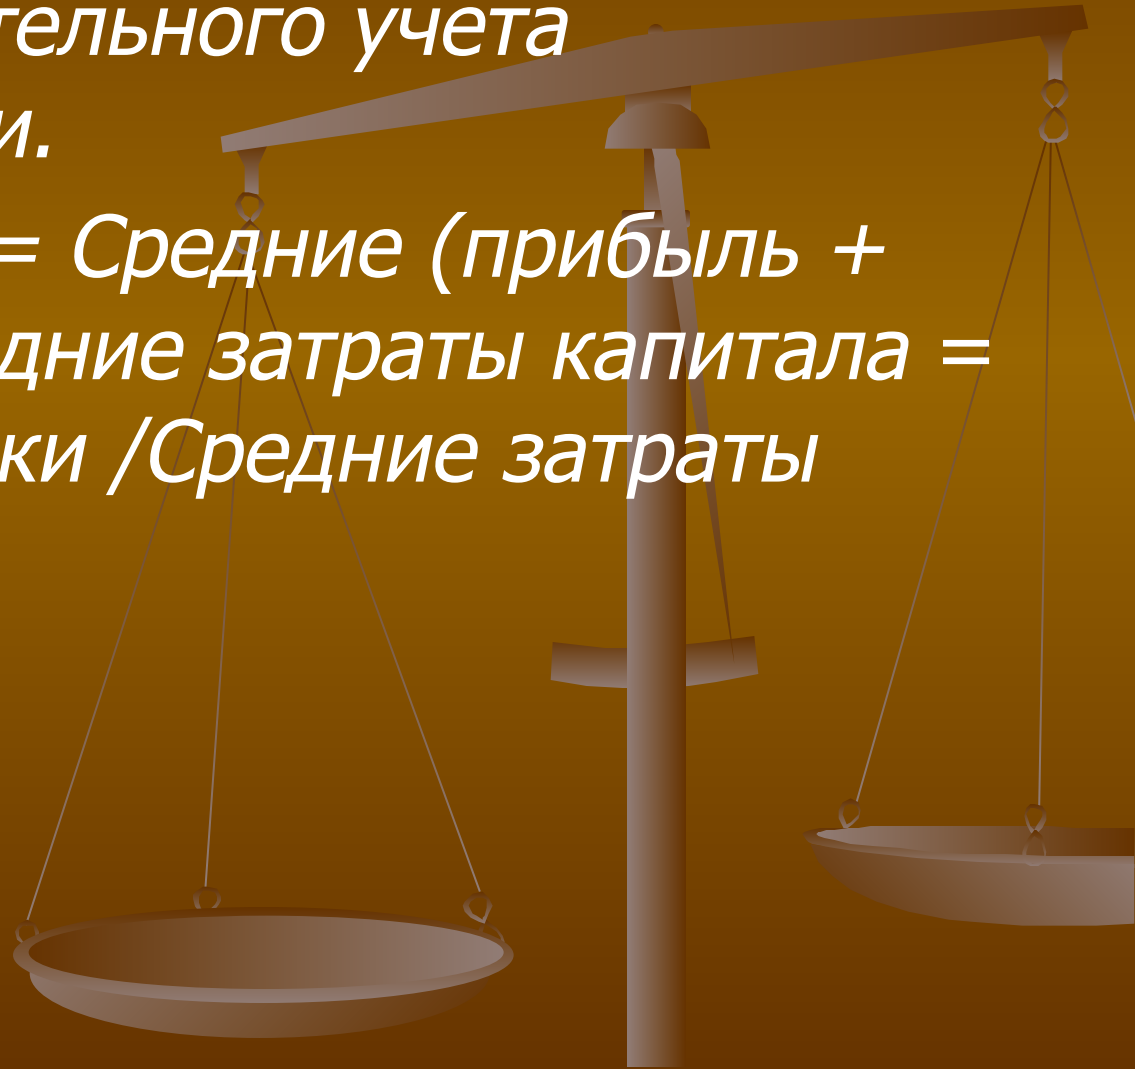 тельного учета
и.
= Средние (прибыль +
дние затраты капитала =
ки /Средние затраты